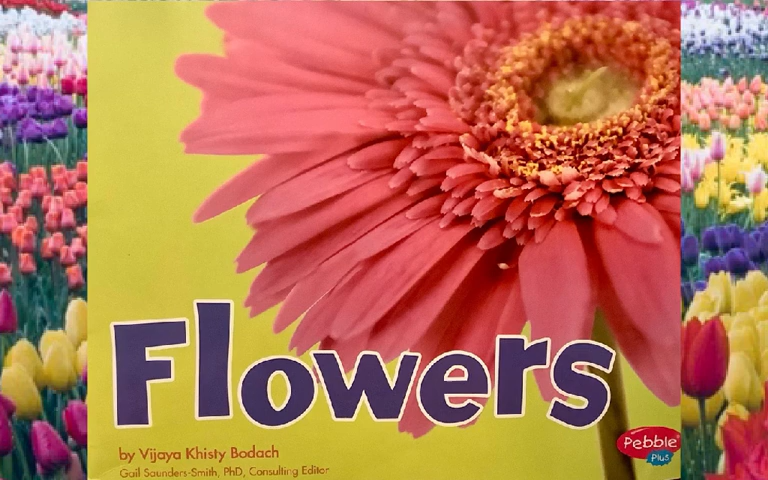 Flowers
by Vijaya Khisty Bodach
Gail Saunders-Smith, PhD, Consulting Editor
Pebble
Plus